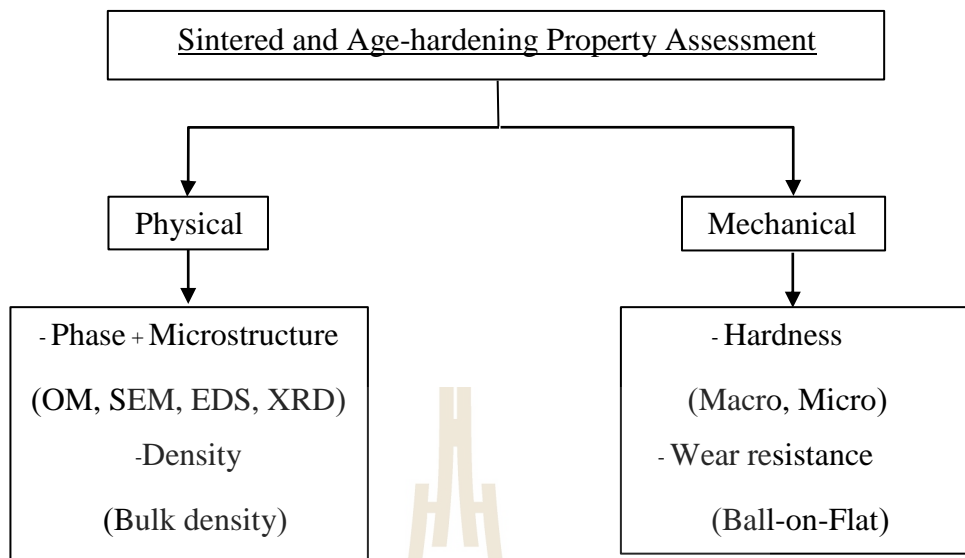 Sintered and Age-hardening Property Assessment
Physical
Mechanical
- Phase + Microstructure
(OM, SEM, EDS, XRD)
-Density
(Bulk density)
- Hardness
(Macro, Micro)
- Wear resistance
(Ball-on-Flat)